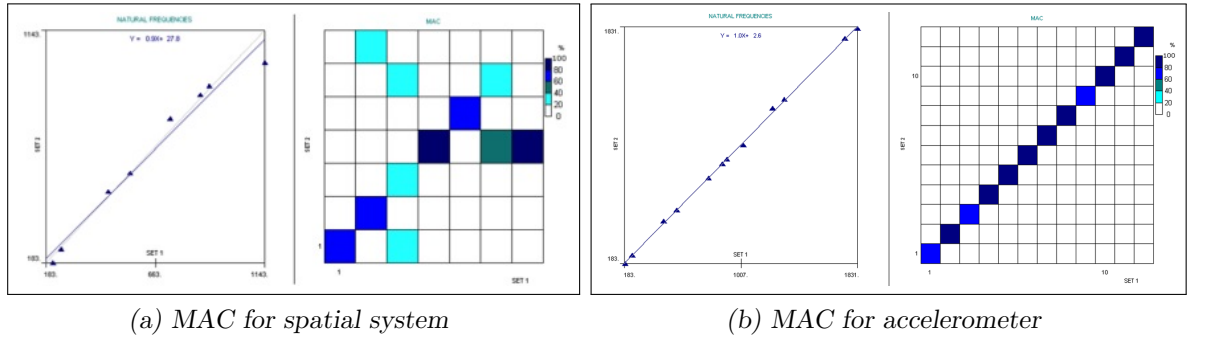 NATURAL FREQUENCIES
1143.
Y = 0.9X+ 27.8
SET 2
183.
SET 1
183.
663.
1143.
MAC
%
100
80
60
40
20
0
SET 2
1
1
SET 1
NATURAL FREQUENCIES
1831.
Y = 1.0X+ 2.6
SET 2
183.
SET 1
183.
1007.
1831.
MAC
%
100
80
60
40
20
0
10
SET 2
1
1
10
SET 1
(a) MAC for spatial system
(b) MAC for accelerometer